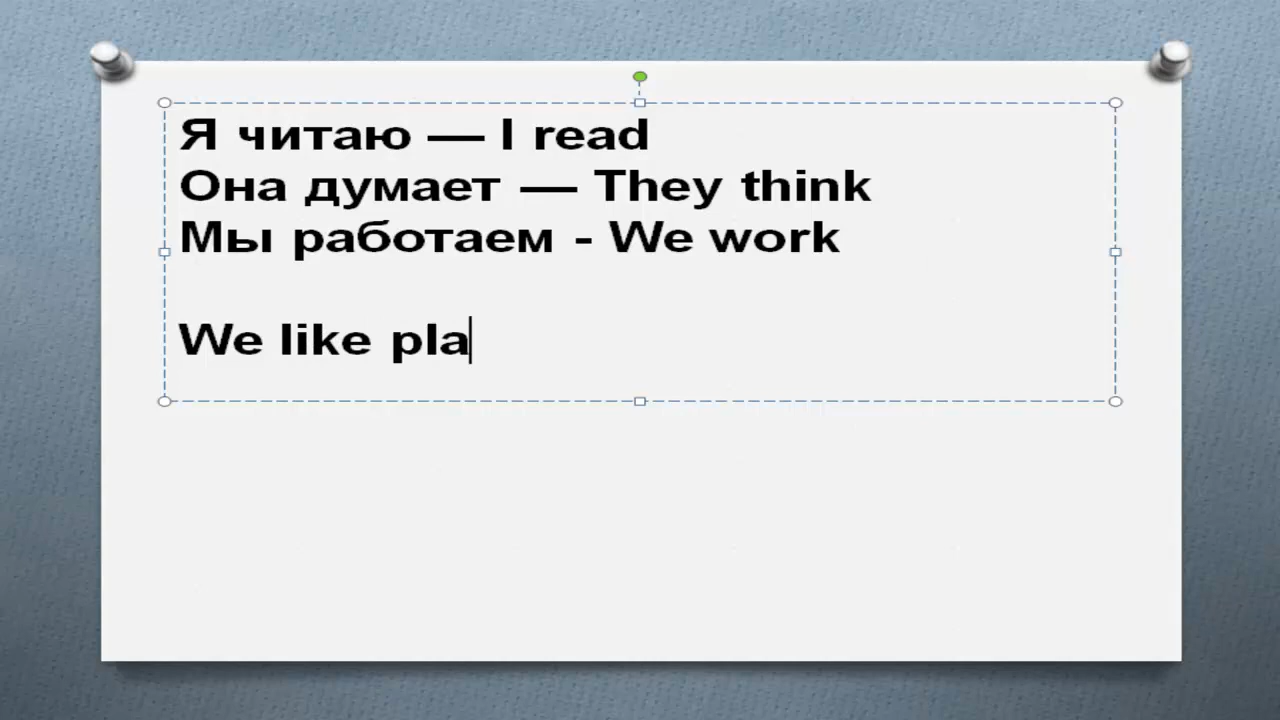 Я читаю — I read
Она думает — They think
Мы работаем - We work
We like pla